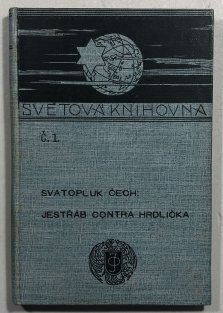 SVĚTOVÁ KNIHOVNA
Č. 1.
SVATOPLUK ČECH:
JESTŘÁB CONTRA HRDLIČKA